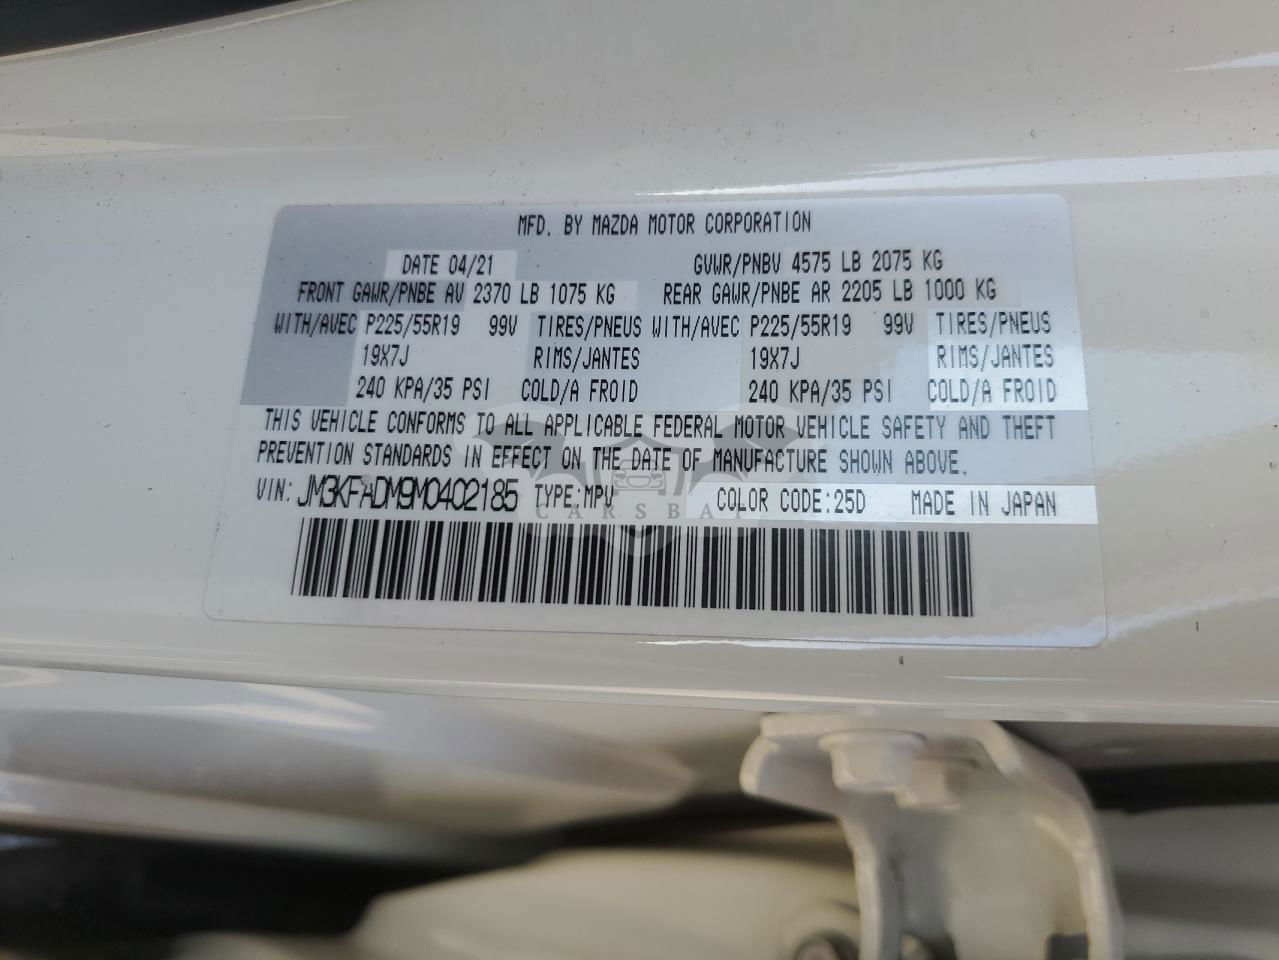 MFD. BY MAZDA MOTOR CORPORATION
DATE 04/21 GVWR/PNBV 4575 LB 2075 KG
FRONT GAWR/PNBE AV 2370 LB 1075 KG REAR GAWR/PNBE AR 2205 LB 1000 KG
WITH/AVEC P225/55R19 99V TIRES/PNEUS WITH/AVEC P225/55R19 99V TIRES/PNEUS
19X7J RIMS/JANTES 19X7J RIMS/JANTES
240 KPA/35 PSI COLD/A FROID 240 KPA/35 PSI COLD/A FROID
THIS VEHICLE CONFORMS TO ALL APPLICABLE FEDERAL MOTOR VEHICLE SAFETY AND THEFT
PREVENTION STANDARDS IN EFFECT ON THE DATE OF MANUFACTURE SHOWN ABOVE.
VIN: JM3KFADM9M0402185 TYPE:MPV COLOR CODE:25D MADE IN JAPAN
CARSBAT